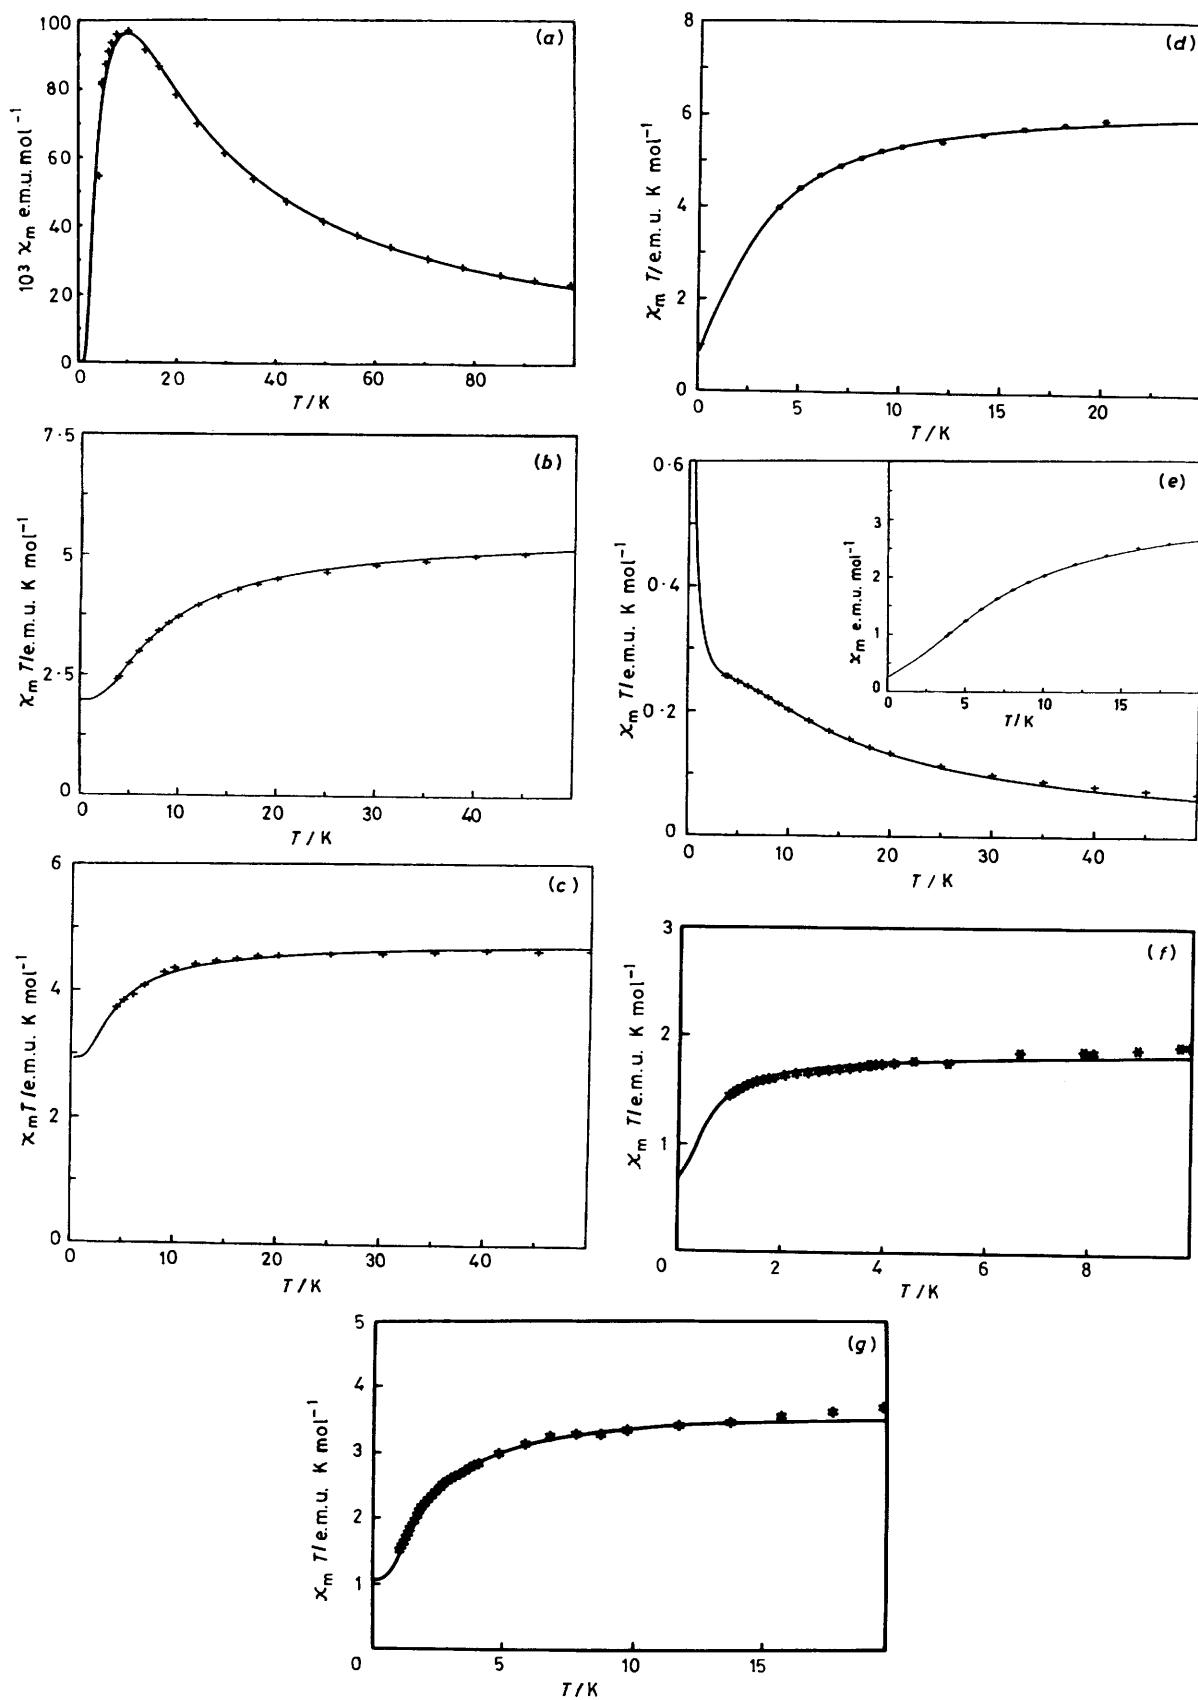 (a)
10³ χm e.m.u. mol⁻¹
100
80
60
40
20
0
0 20 40 60 80
T / K
(b)
χm T/e.m.u. K mol⁻¹
7·5
5
2·5
0
0 10 20 30 40
T / K
(c)
χm T/e.m.u. K mol⁻¹
6
4
2
0
0 10 20 30 40
T / K
(d)
χm T/e.m.u. K mol⁻¹
8
6
4
2
0
0 5 10 15 20
T / K
(e)
χm T/e.m.u. K mol⁻¹
0·6
0·4
0·2
0
0 10 20 30 40
T / K
χm e.m.u. mol⁻¹
3
2
1
0
0 5 10 15
T / K
(f)
χm T/e.m.u. K mol⁻¹
3
2
1
0 2 4 6 8
T / K
(g)
χm T/e.m.u. K mol⁻¹
5
4
3
2
1
0 5 10 15
T / K